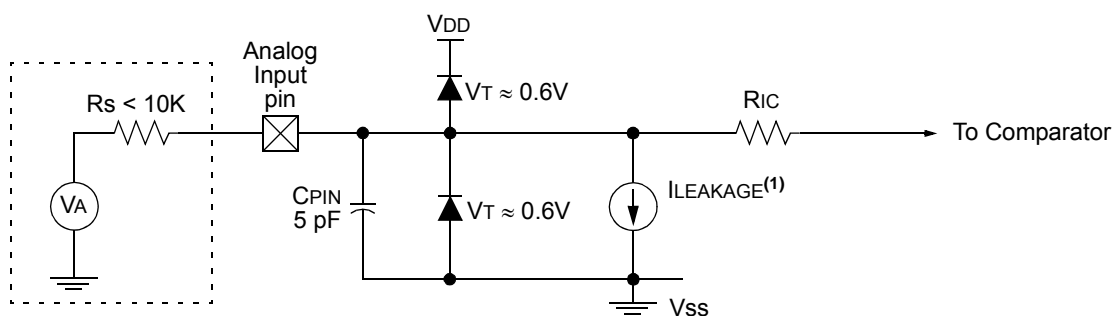 VDD
Analog
Input
pin
Rs < 10K
VT ≈ 0.6V
RIC
To Comparator
VA
CPIN
5 pF
VT ≈ 0.6V
ILEAKAGE(1)
Vss